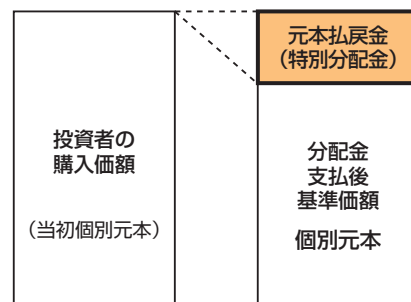 投資者の
購入価額
（当初個別元本）
元本払戻金
（特別分配金）
分配金
支払後
基準価額
個別元本